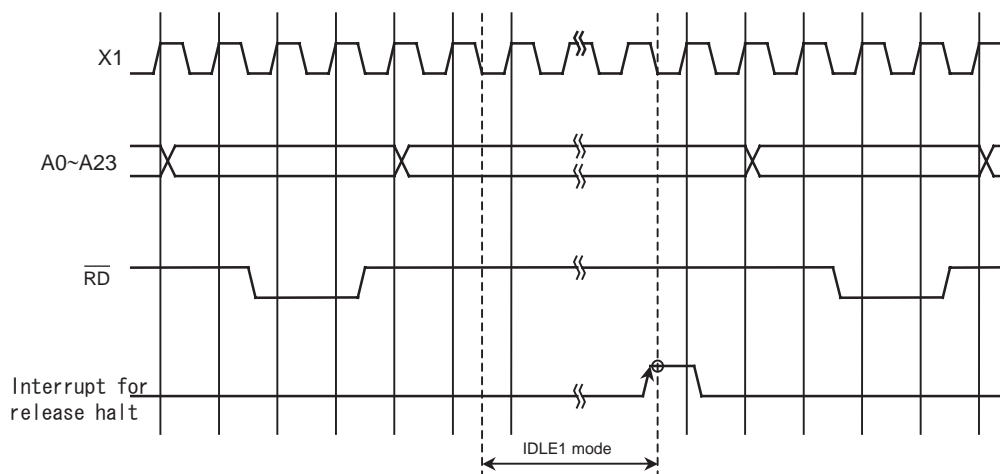 X1
A0~A23
RD
Interrupt for
release halt
IDLE1 mode